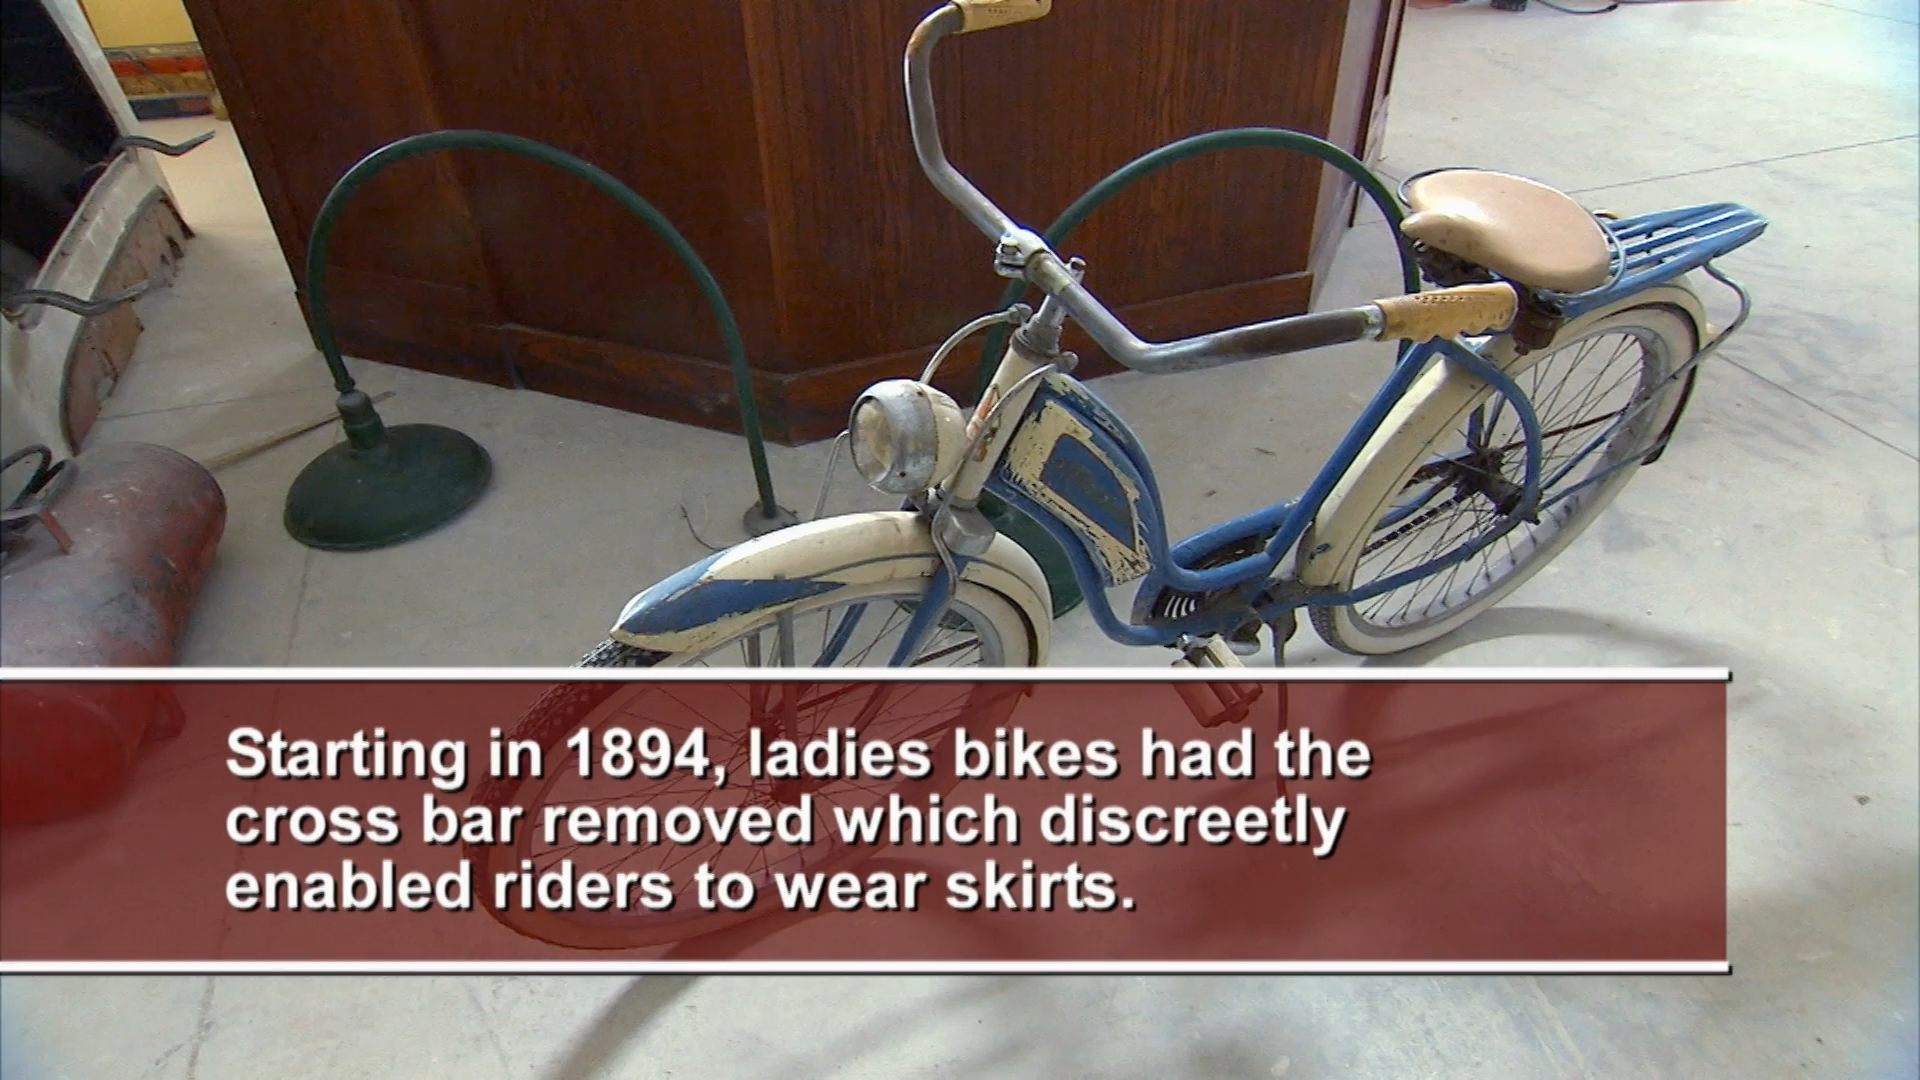 Starting in 1894, ladies bikes had the
cross bar removed which discreetly
enabled riders to wear skirts.